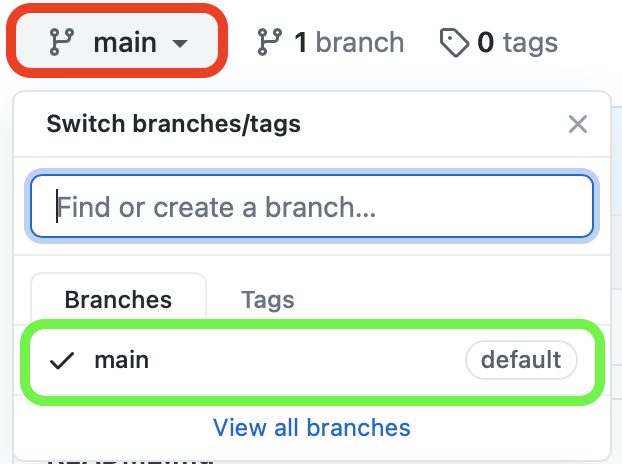 main 1 branch 0 tags
Switch branches/tags
Find or create a branch...
Branches Tags
main default
View all branches